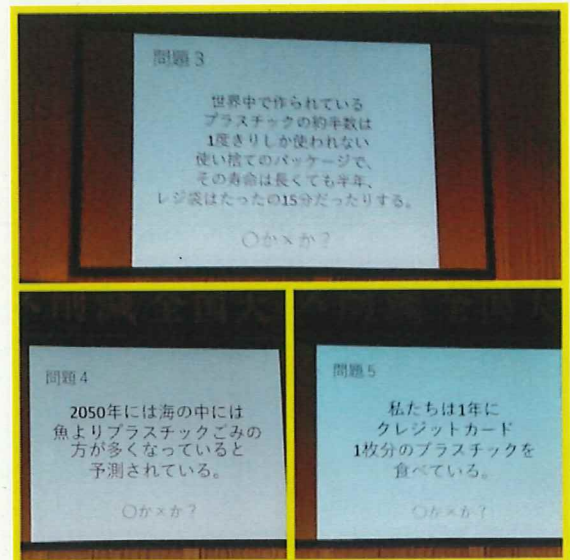 問題3
世界中で作られている
プラスチックの約半数は
1度きりしか使われない
使い捨てのパッケージで、
その寿命は長くても半年、
レジ袋はたったの15分だったりする。
〇か×か？
問題4
2050年には海の中には
魚よりプラスチックごみの
方が多くなっていると
予測されている。
〇か×か？
問題5
私たちは1年に
クレジットカード
1枚分のプラスチックを
食べている。
〇か×か？